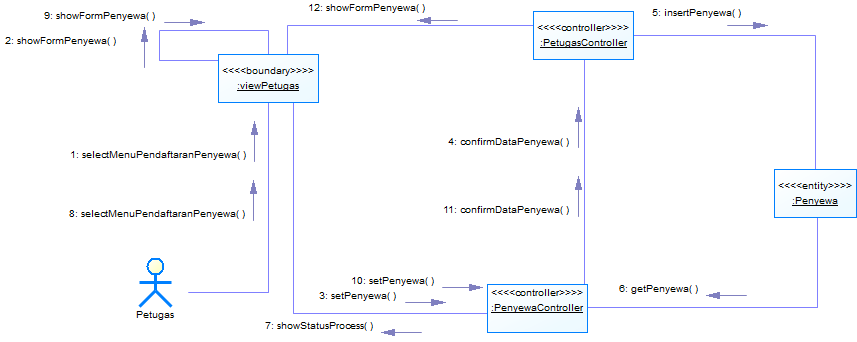 12: showFormPenyewa( )
9: showFormPenyewa( )
5: insertPenyewa( )
2: showFormPenyewa( )
<<<<controller>>>>
:PetugasController
<<<<boundary>>>>
:viewPetugas
4: confirmDataPenyewa( )
1: selectMenuPendaftaranPenyewa( )
<<<<entity>>>>
:Penyewa
11: confirmDataPenyewa( )
8: selectMenuPendaftaranPenyewa( )
10: setPenyewa( )
6: getPenyewa( )
3: setPenyewa( )
<<<<controller>>>>
:PenyewaController
Petugas
7: showStatusProcess( )